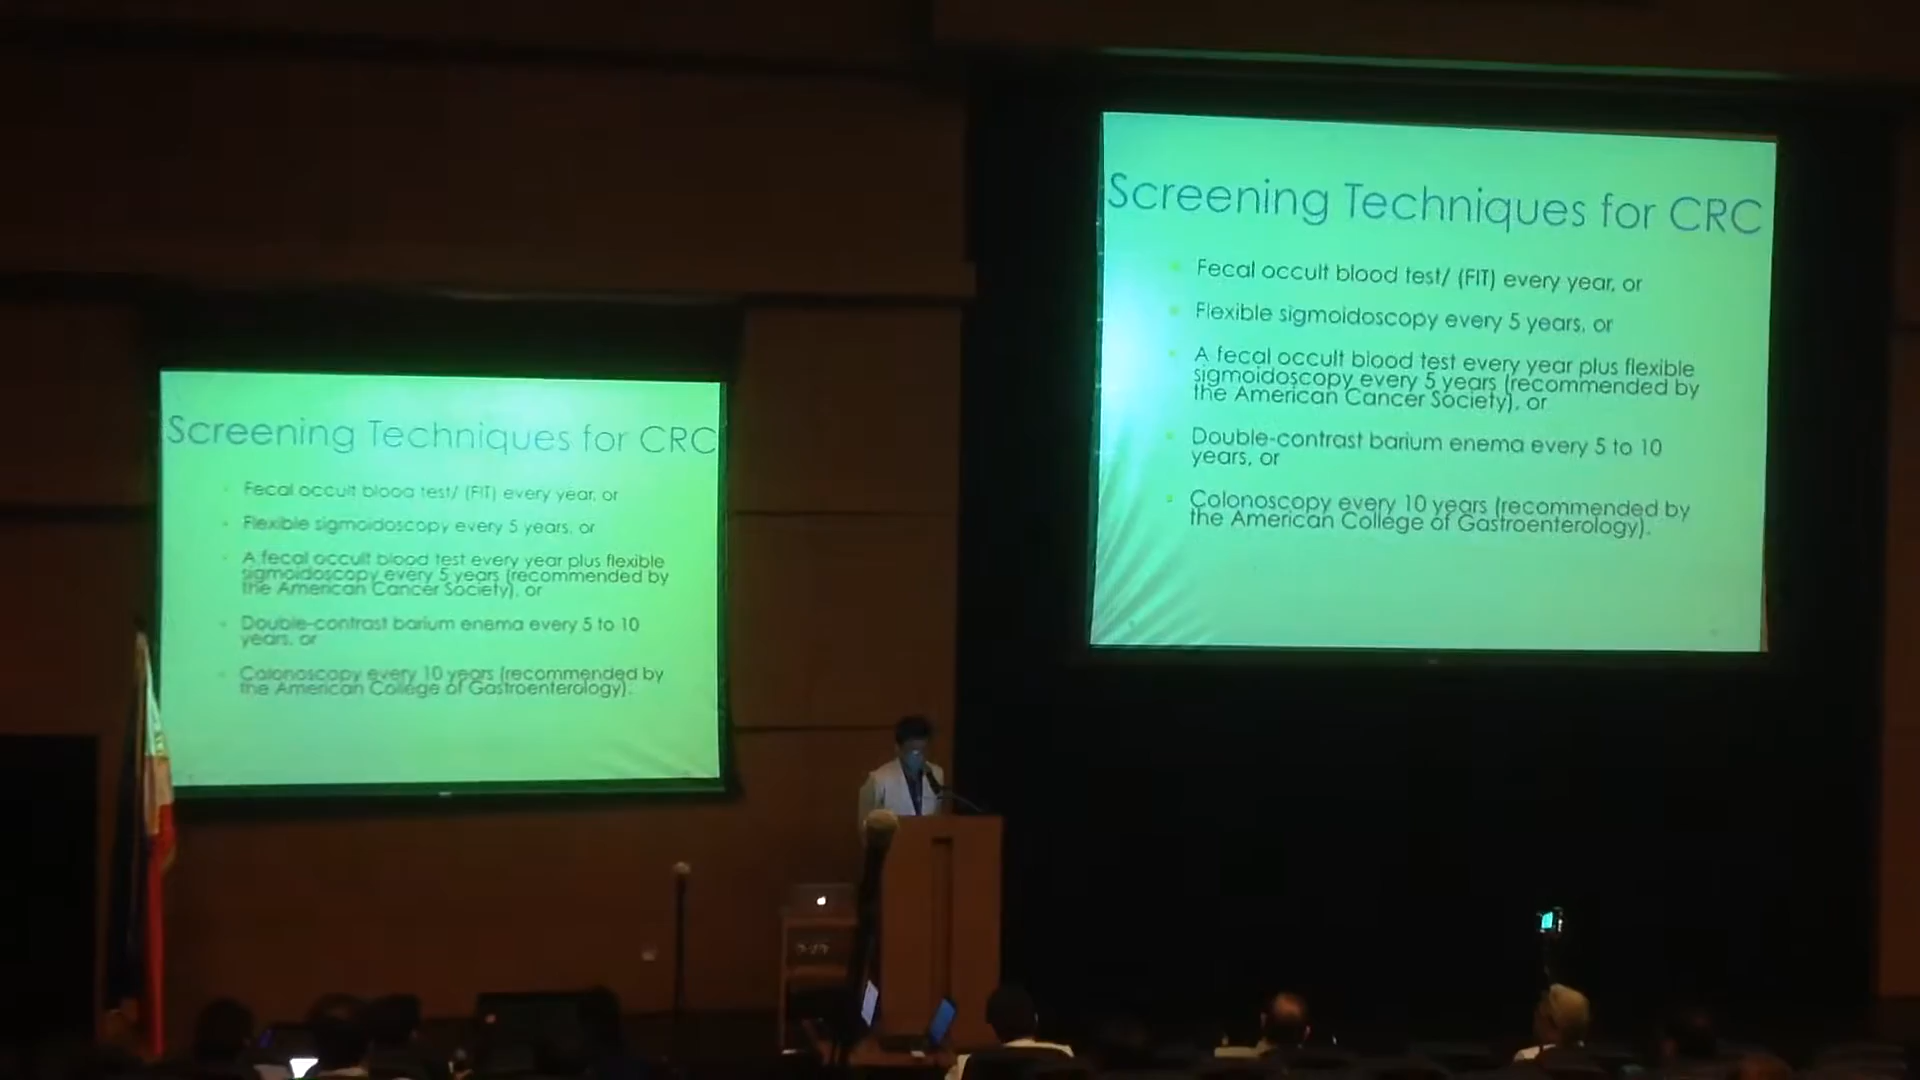 Screening Techniques for CRC
Fecal occult blood test/ (FIT) every year, or
Flexible sigmoidoscopy every 5 years, or
A fecal occult blood test every year plus flexible
sigmoidoscopy every 5 years (recommended by
the American Cancer Society), or
Double-contrast barium enema every 5 to 10
years, or
Colonoscopy every 10 years (recommended by
the American College of Gastroenterology).
Screening Techniques for CRC
Fecal occult blood test/ (FIT) every year, or
Flexible sigmoidoscopy every 5 years, or
A fecal occult blood test every year plus flexible
sigmoidoscopy every 5 years (recommended by
the American Cancer Society), or
Double-contrast barium enema every 5 to 10
years, or
Colonoscopy every 10 years (recommended by
the American College of Gastroenterology).